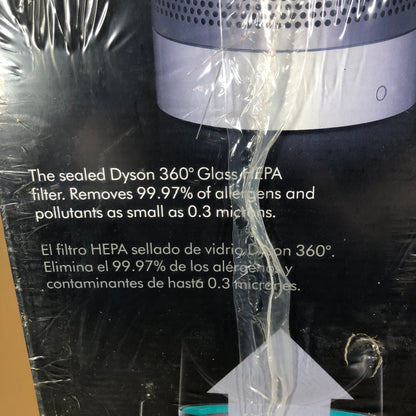 The sealed Dyson 360° Glass HEPA
filter. Removes 99.97% of allergens and
pollutants as small as 0.3 microns.
El filtro HEPA sellado de vidrio Dyson 360°.
Elimina el 99.97% de los alérgenos y
contaminantes de hasta 0.3 micrones.